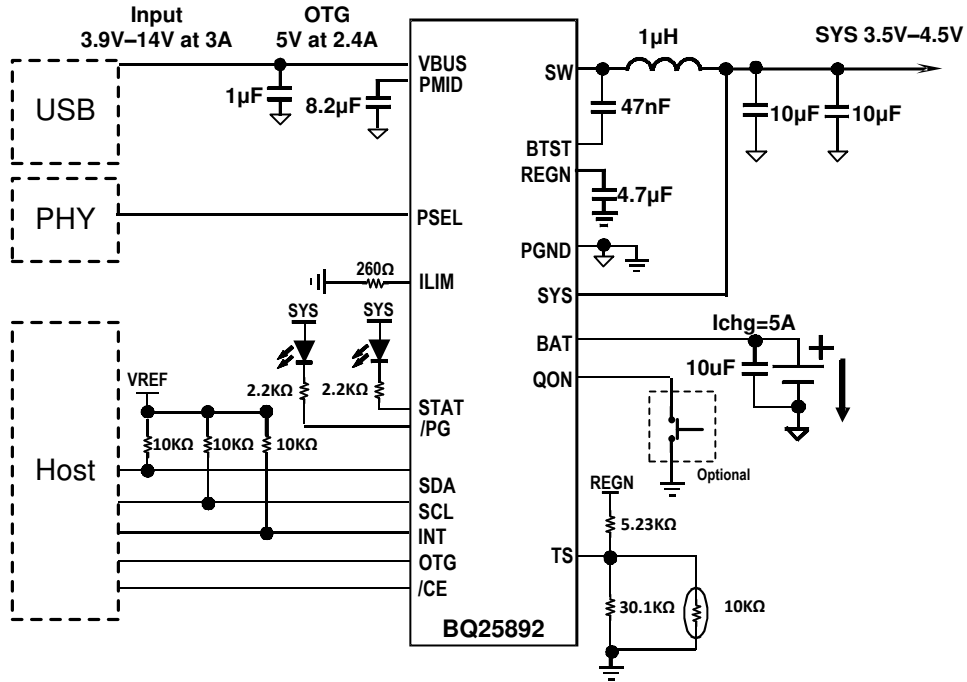 Input
3.9V–14V at 3A
OTG
5V at 2.4A
USB
1µF
8.2µF
VBUS
PMID
PHY
PSEL
260Ω
ILIM
SYS
SYS
2.2KΩ
2.2KΩ
STAT
/PG
VREF
10KΩ
10KΩ
10KΩ
Host
SDA
SCL
INT
OTG
/CE
BQ25892
SW
1µH
SYS 3.5V–4.5V
47nF
10µF
10µF
BTST
REGN
4.7µF
PGND
SYS
Ichg=5A
BAT
10uF
+
QON
Optional
REGN
5.23KΩ
TS
30.1KΩ
10KΩ